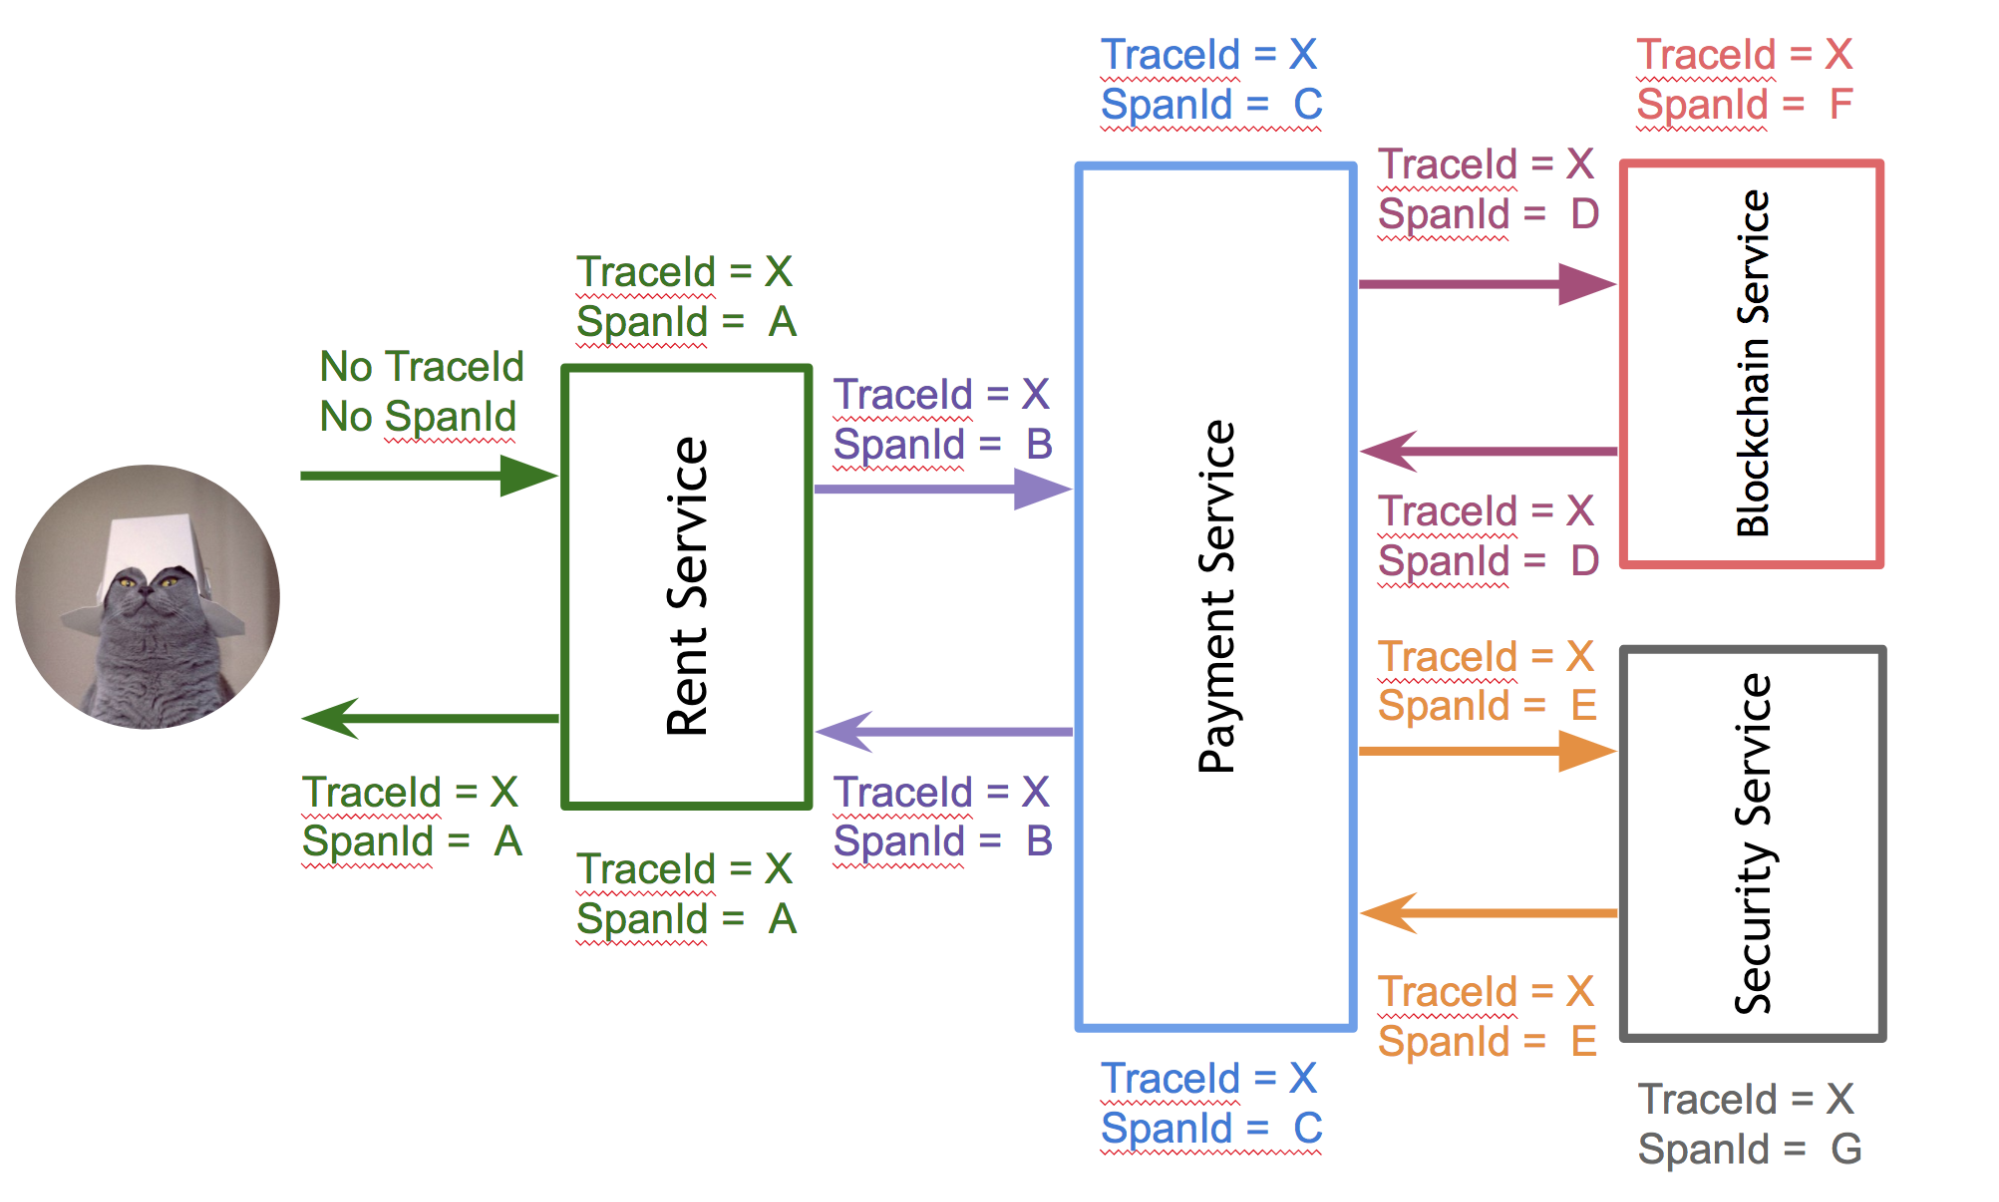 No TraceId
No SpanId
TraceId = X
SpanId = A
TraceId = X
SpanId = A
Rent Service
TraceId = X
SpanId = A
TraceId = X
SpanId = B
TraceId = X
SpanId = B
TraceId = X
SpanId = C
Payment Service
TraceId = X
SpanId = C
TraceId = X
SpanId = D
TraceId = X
SpanId = D
TraceId = X
SpanId = F
Blockchain Service
TraceId = X
SpanId = E
TraceId = X
SpanId = E
Security Service
TraceId = X
SpanId = G